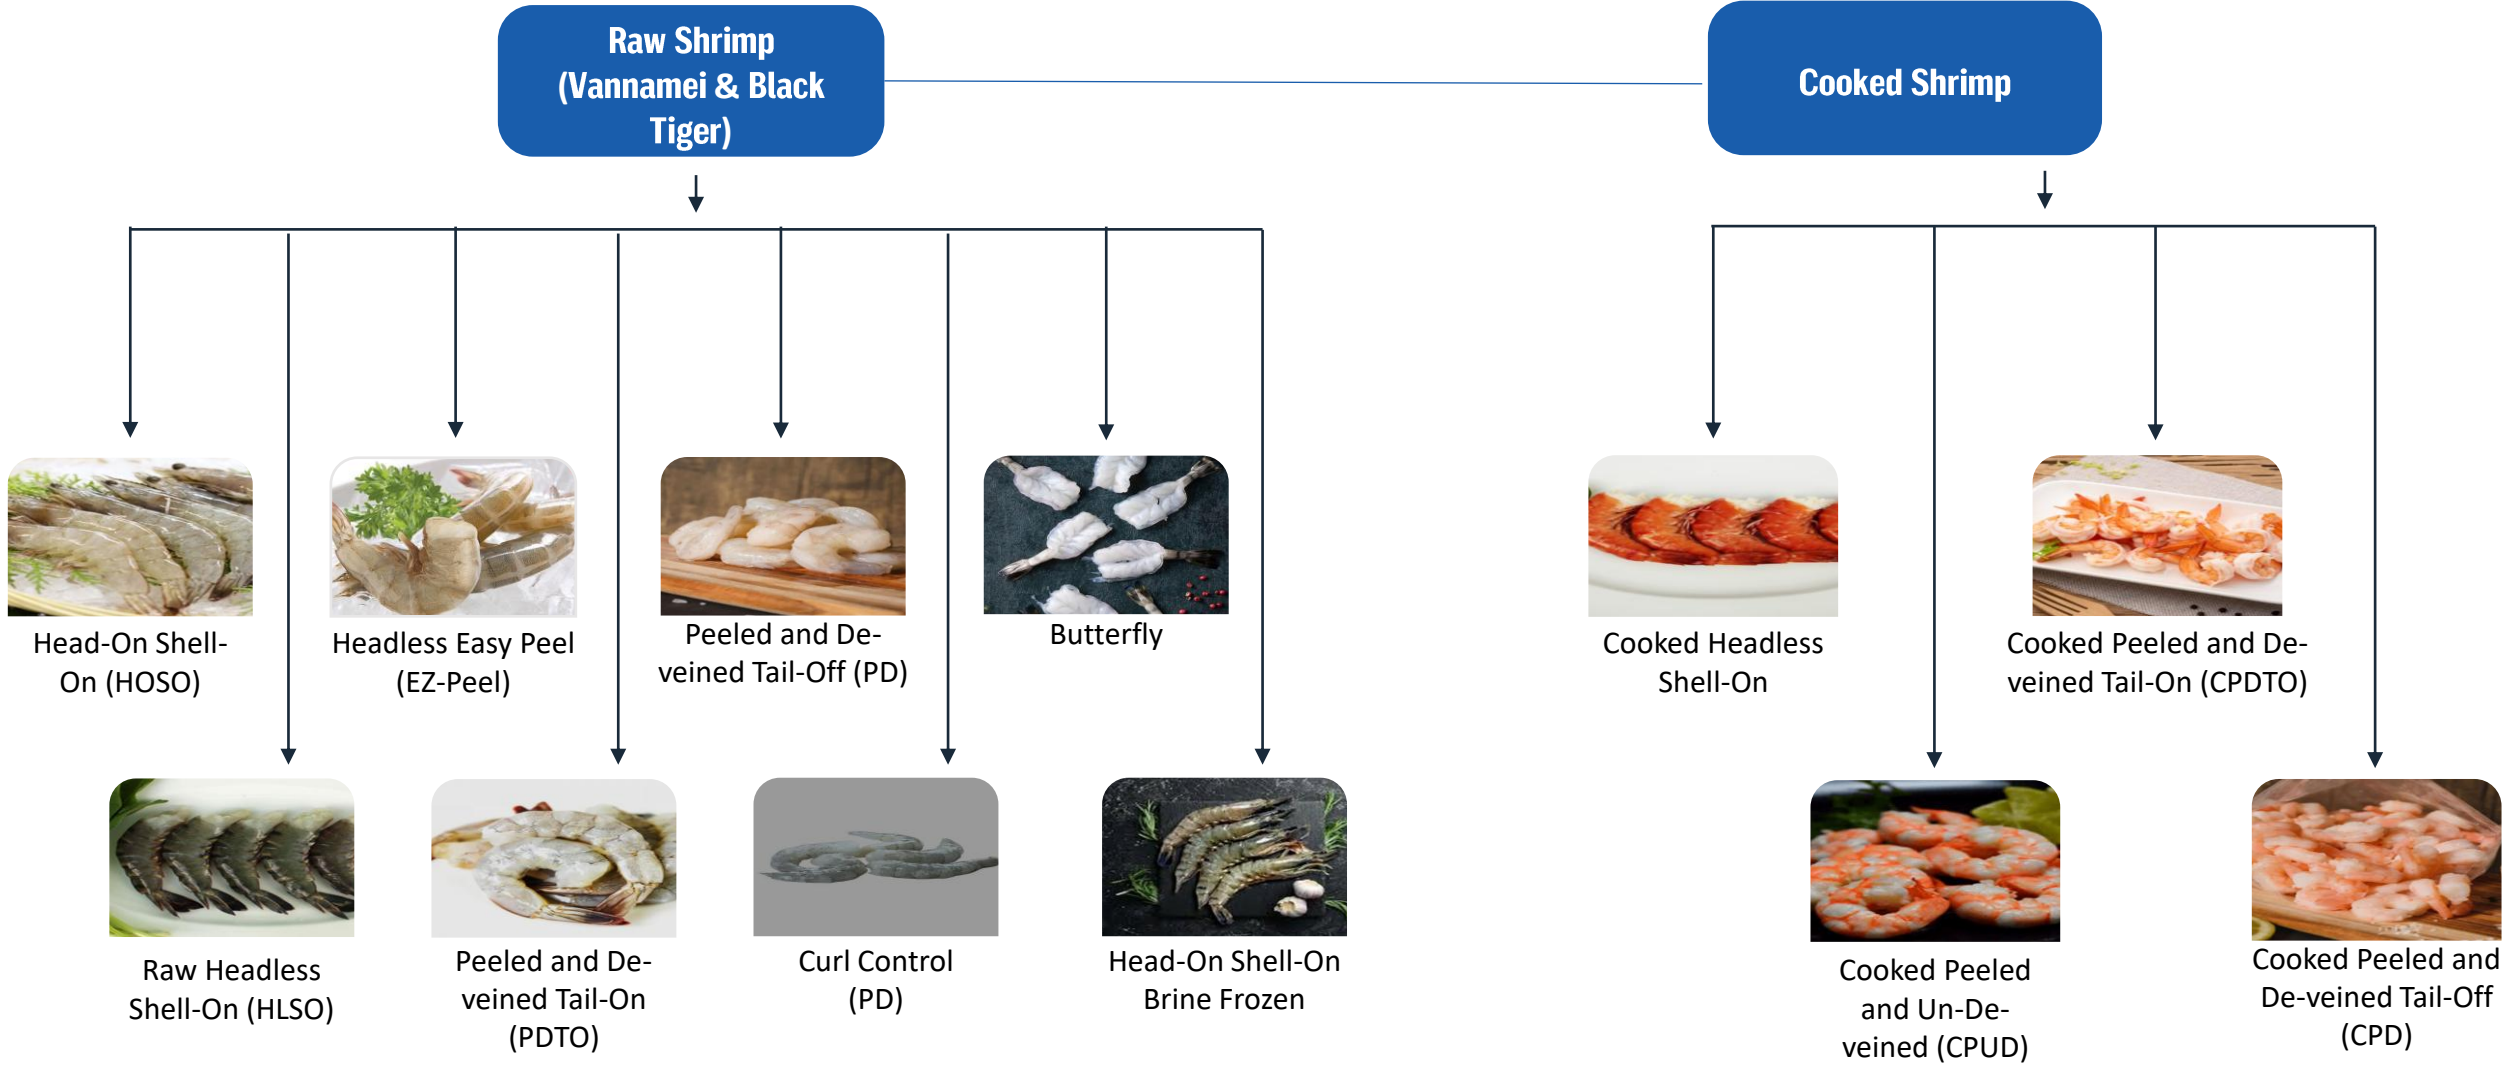 Raw Shrimp
(Vannamei & Black
Tiger)
Cooked Shrimp
Head-On Shell-
On (HOSO)
Headless Easy Peel
(EZ-Peel)
Peeled and De-
veined Tail-Off (PD)
Butterfly
Cooked Headless
Shell-On
Cooked Peeled and De-
veined Tail-On (CPDTO)
Raw Headless
Shell-On (HLSO)
Peeled and De-
veined Tail-On
(PDTO)
Curl Control
(PD)
Head-On Shell-On
Brine Frozen
Cooked Peeled
and Un-De-
veined (CPUD)
Cooked Peeled and
De-veined Tail-Off
(CPD)